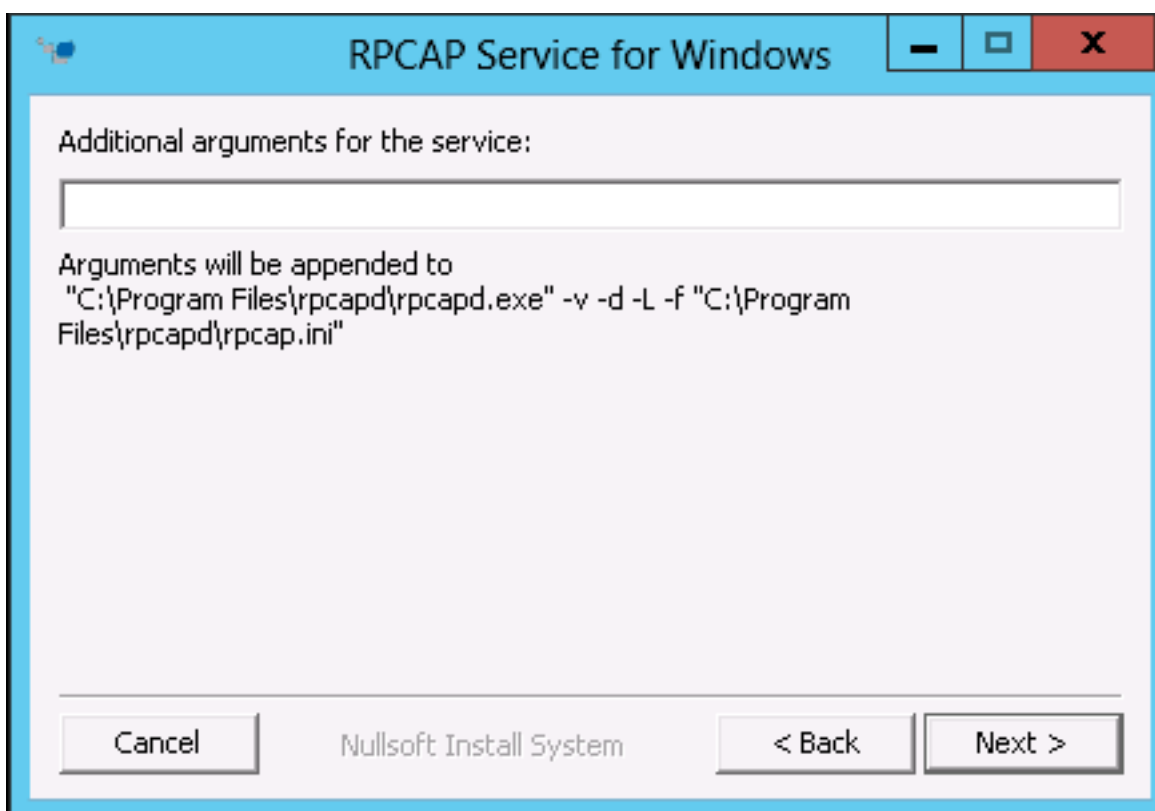 RPCAP Service for Windows
Additional arguments for the service:
Arguments will be appended to
"C:\Program Files\rpcapd\rpcapd.exe" -v -d -L -f "C:\Program
Files\rpcapd\rpcap.ini"
Cancel
Nullsoft Install System
< Back
Next >